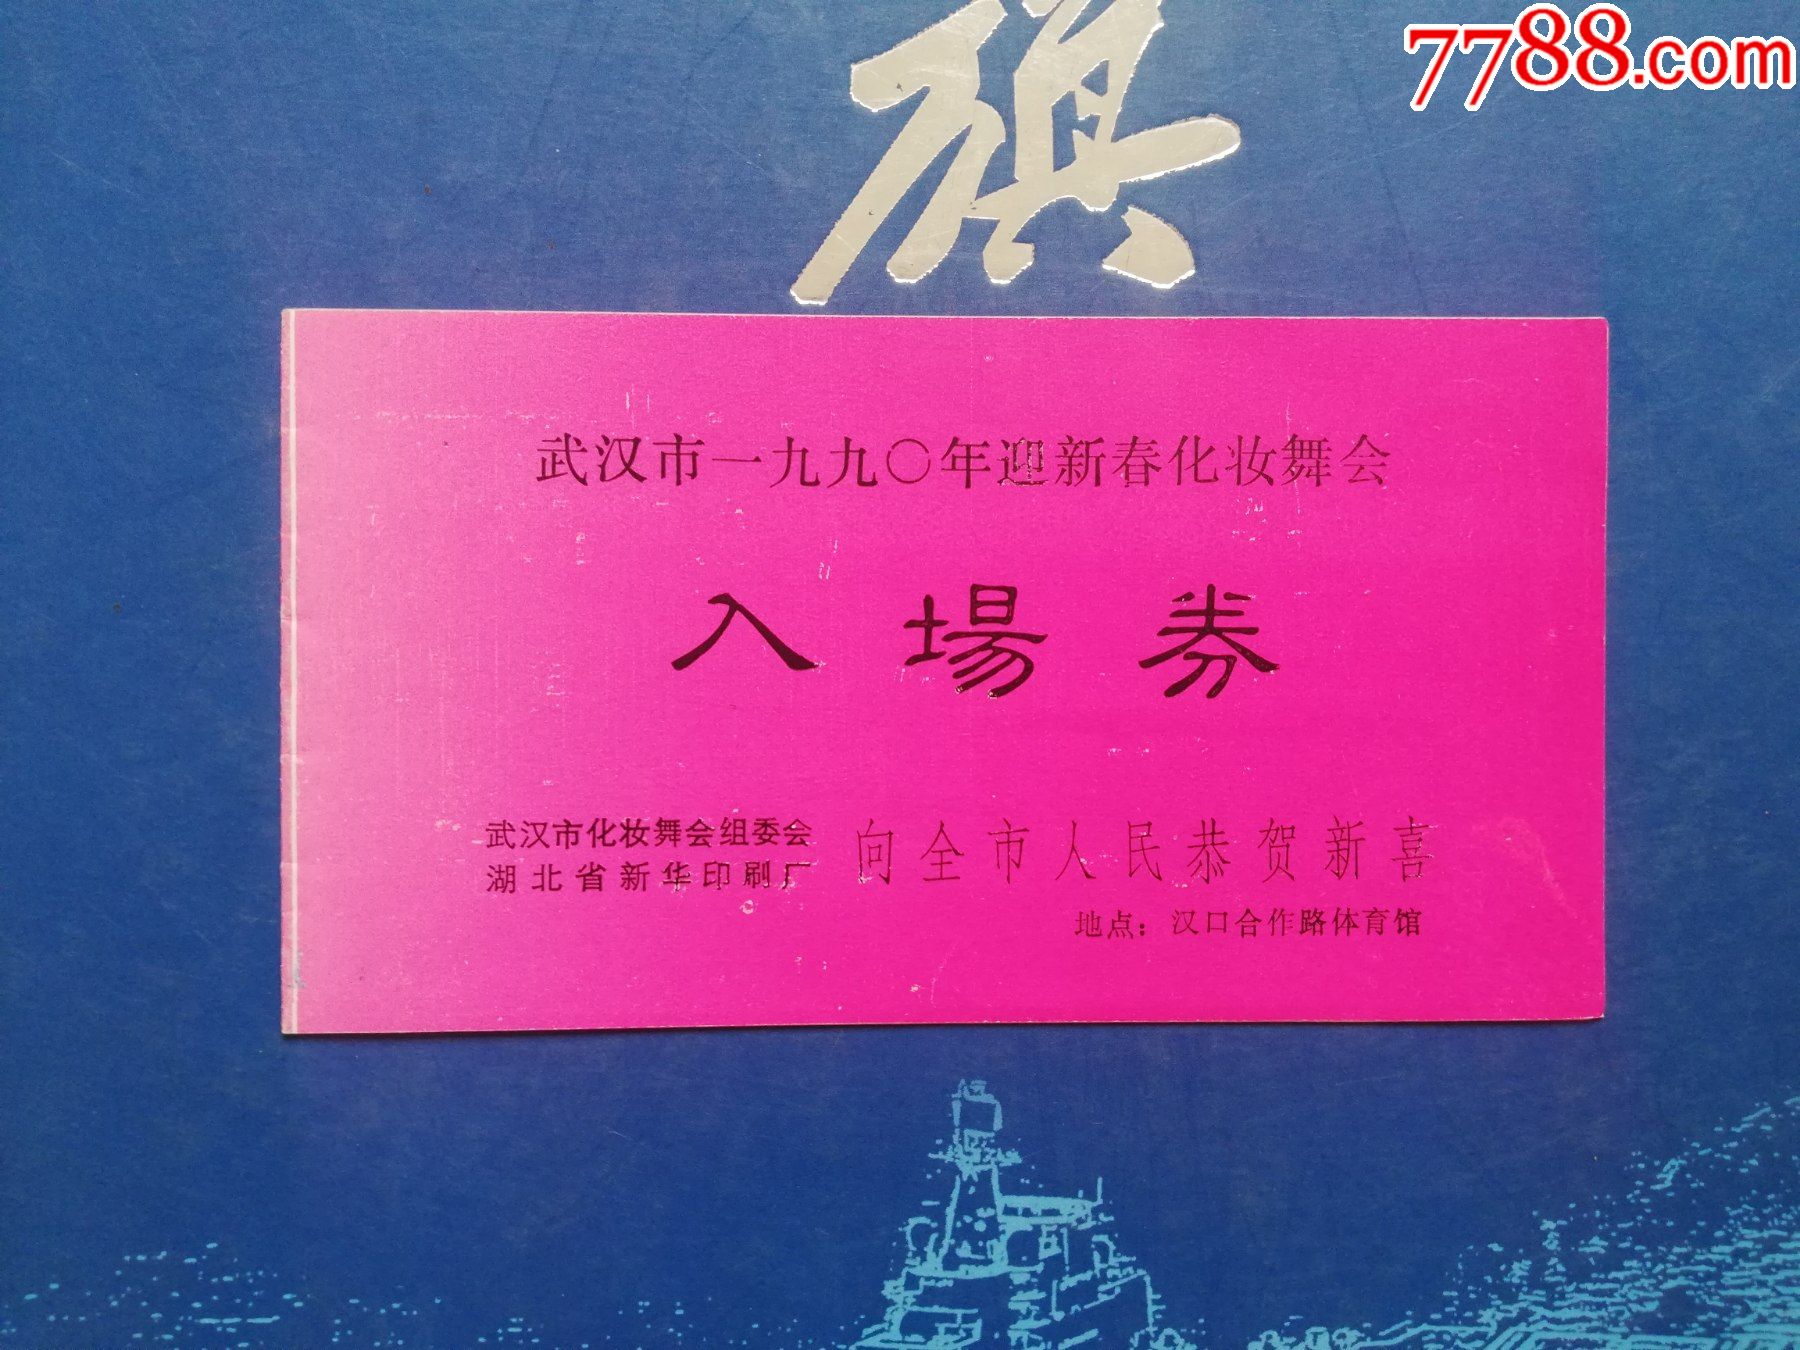 7788.com
旗
武汉市一九九〇年迎新春化妆舞会
入場券
武汉市化妆舞会组委会
湖北省新华印刷厂
向全市人民恭贺新喜
地点：汉口合作路体育馆